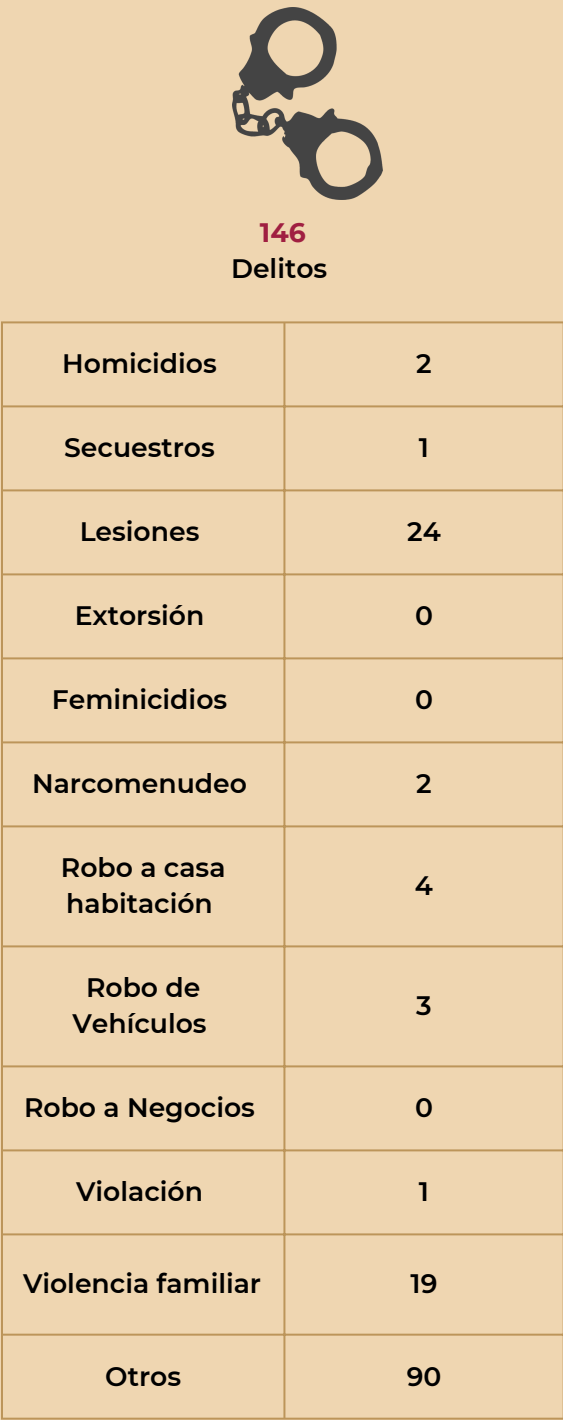 146
Delitos
Homicidios 2
Secuestros 1
Lesiones 24
Extorsión 0
Feminicidios 0
Narcomenudeo 2
Robo a casa
habitación 4
Robo de
Vehículos 3
Robo a Negocios 0
Violación 1
Violencia familiar 19
Otros 90